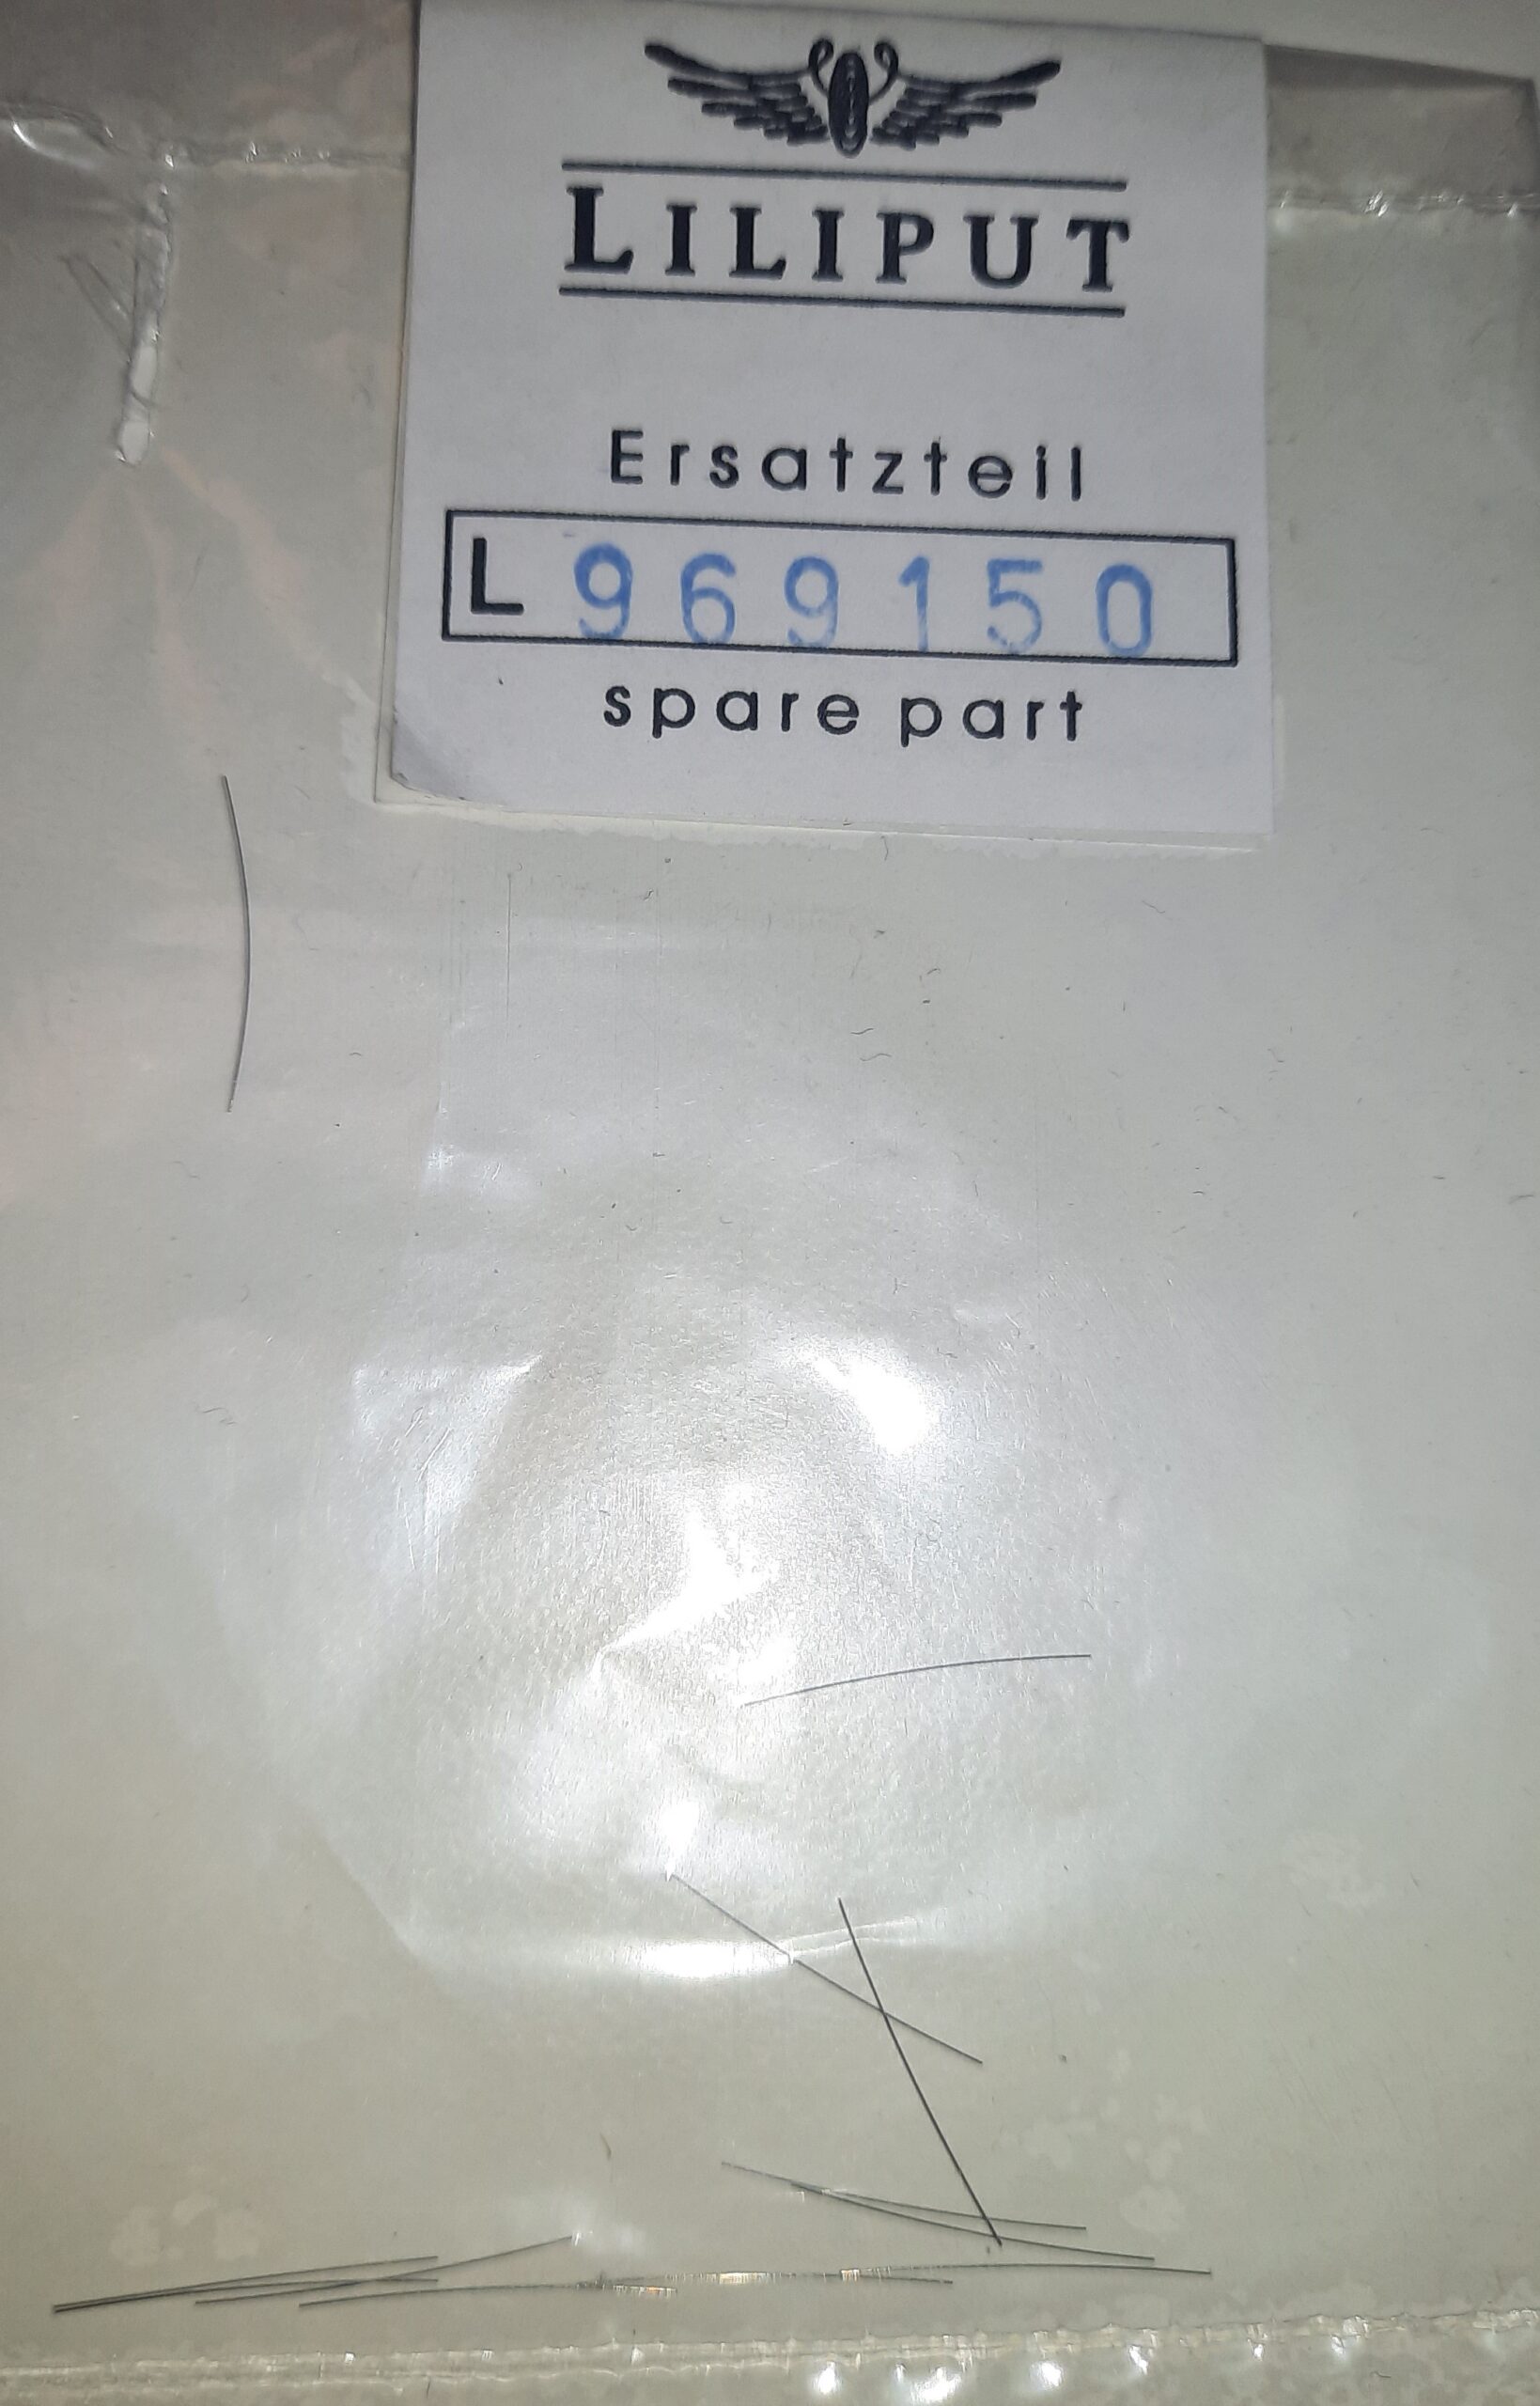 LILIPUT
Ersatzteil
L 969150
spare part